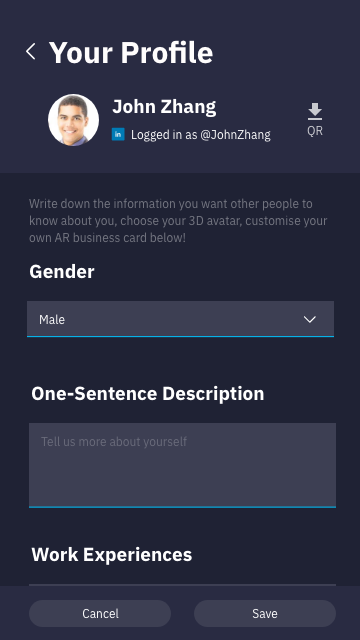 Your Profile
John Zhang
in Logged in as @JohnZhang
QR
Write down the information you want other people to
know about you, choose your 3D avatar, customise your
own AR business card below!
Gender
Male
One-Sentence Description
Tell us more about yourself
Work Experiences
Cancel Save